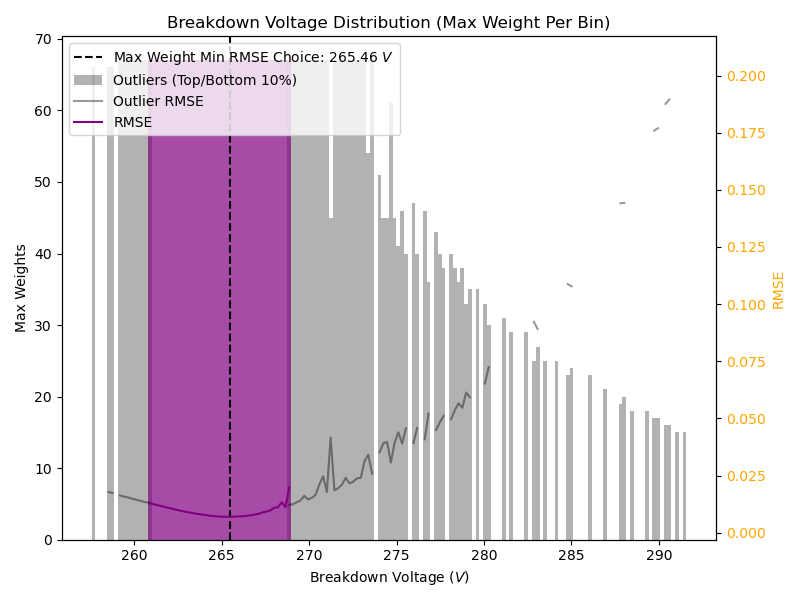 Breakdown Voltage Distribution (Max Weight Per Bin)
Max Weight Min RMSE Choice: 265.46 V
Outliers (Top/Bottom 10%)
Outlier RMSE
RMSE
70
60
50
40
30
20
10
0
Max Weights
0.200
0.175
0.150
0.125
0.100
0.075
0.050
0.025
0.000
RMSE
260 265 270 275 280 285 290
Breakdown Voltage (V)